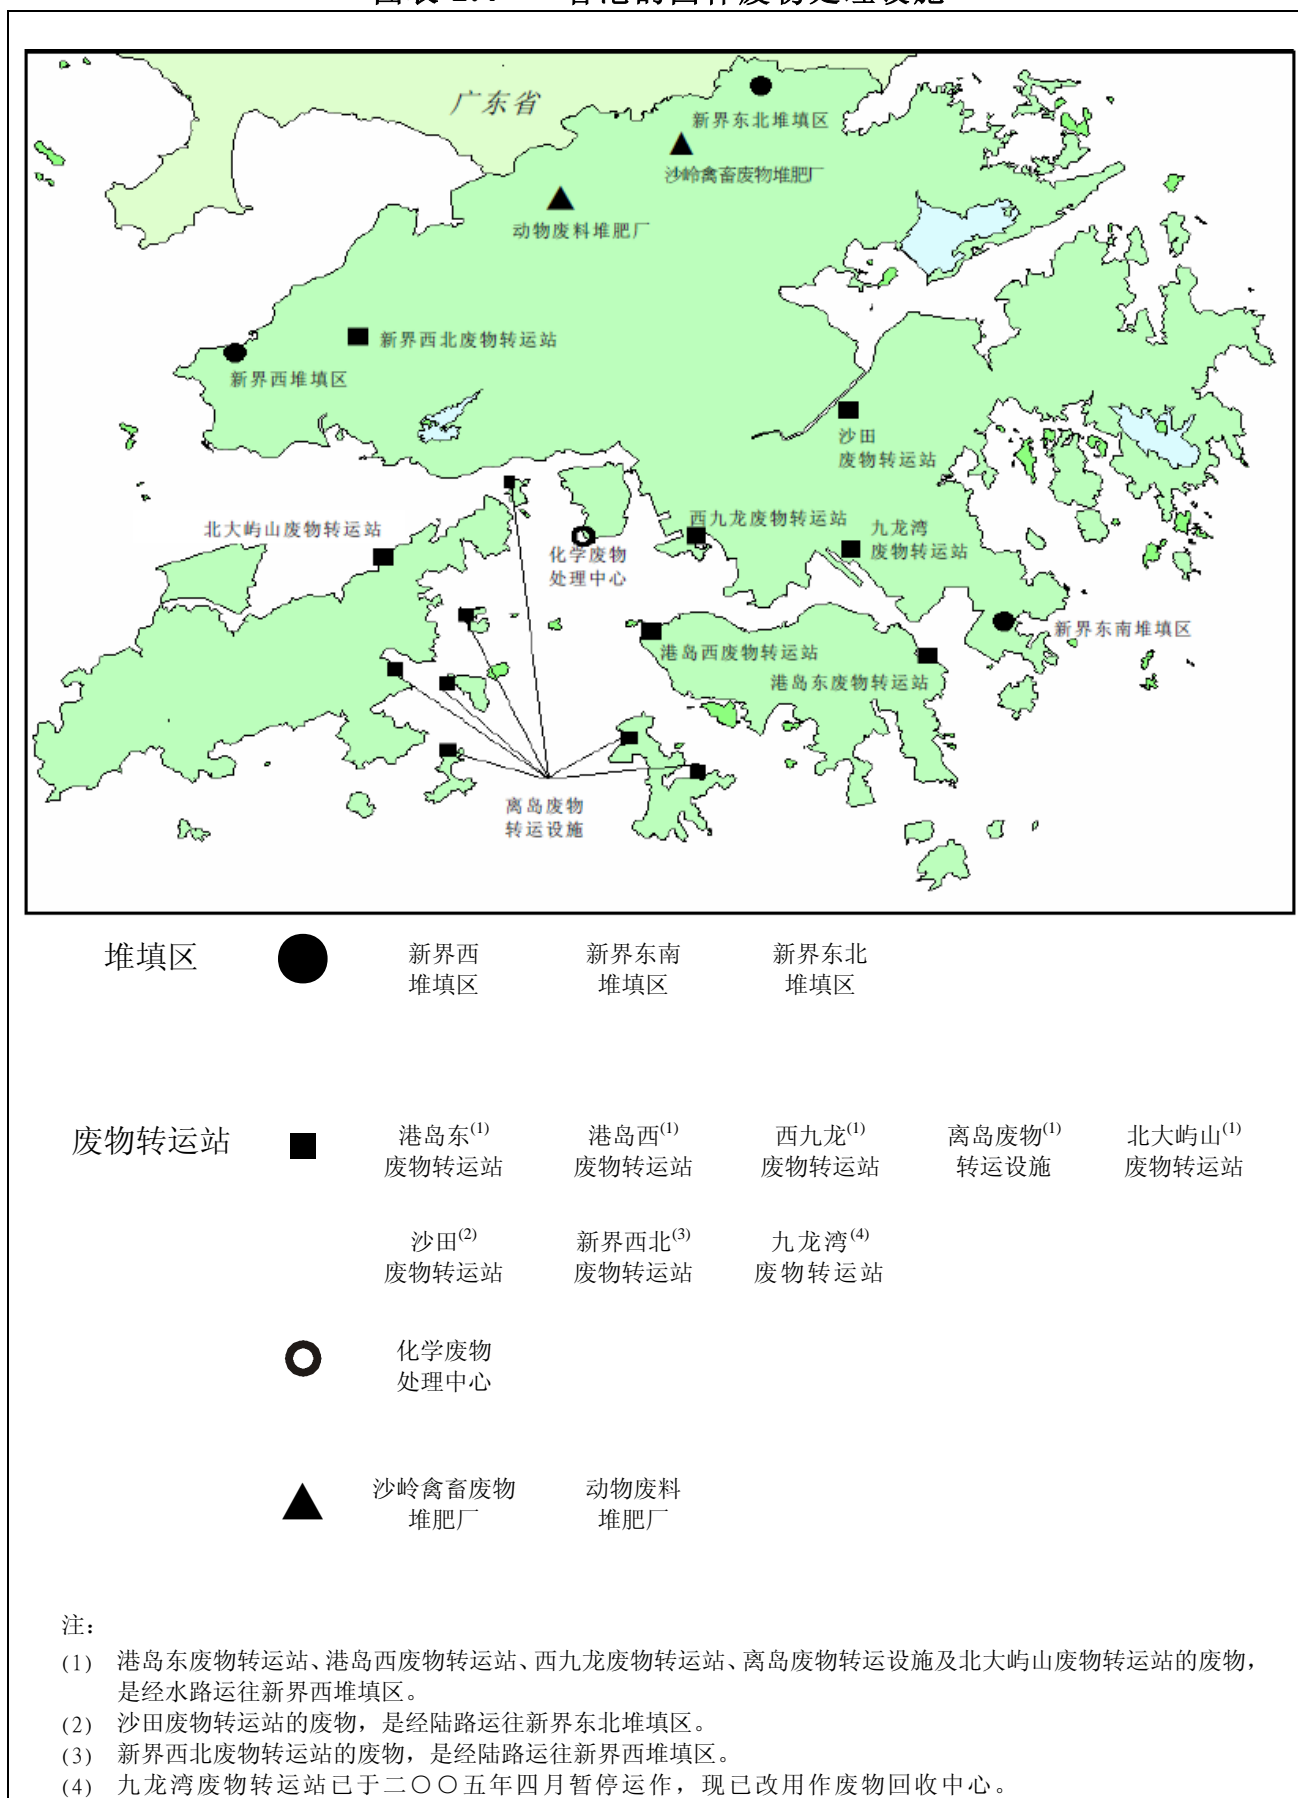 广东省
新界东北堆填区
沙岭禽畜废物堆肥厂
动物废料堆肥厂
新界西北废物转运站
新界西堆填区
沙田
废物转运站
北大屿山废物转运站
西九龙废物转运站
九龙湾
废物转运站
化学废物
处理中心
新界东南堆填区
港岛西废物转运站
港岛东废物转运站
离岛废物
转运设施
堆填区
新界西
堆填区
新界东南
堆填区
新界东北
堆填区
废物转运站
港岛东(1)
废物转运站
港岛西(1)
废物转运站
西九龙(1)
废物转运站
离岛废物(1)
转运设施
北大屿山(1)
废物转运站
沙田(2)
废物转运站
新界西北(3)
废物转运站
九龙湾(4)
废物转运站
化学废物
处理中心
沙岭禽畜废物
堆肥厂
动物废料
堆肥厂
注：
(1) 港岛东废物转运站、港岛西废物转运站、西九龙废物转运站、离岛废物转运设施及北大屿山废物转运站的废物，
是经水路运往新界西堆填区。
(2) 沙田废物转运站的废物，是经陆路运往新界东北堆填区。
(3) 新界西北废物转运站的废物，是经陆路运往新界西堆填区。
(4) 九龙湾废物转运站已于二〇〇五年四月暂停运作，现已改用作废物回收中心。